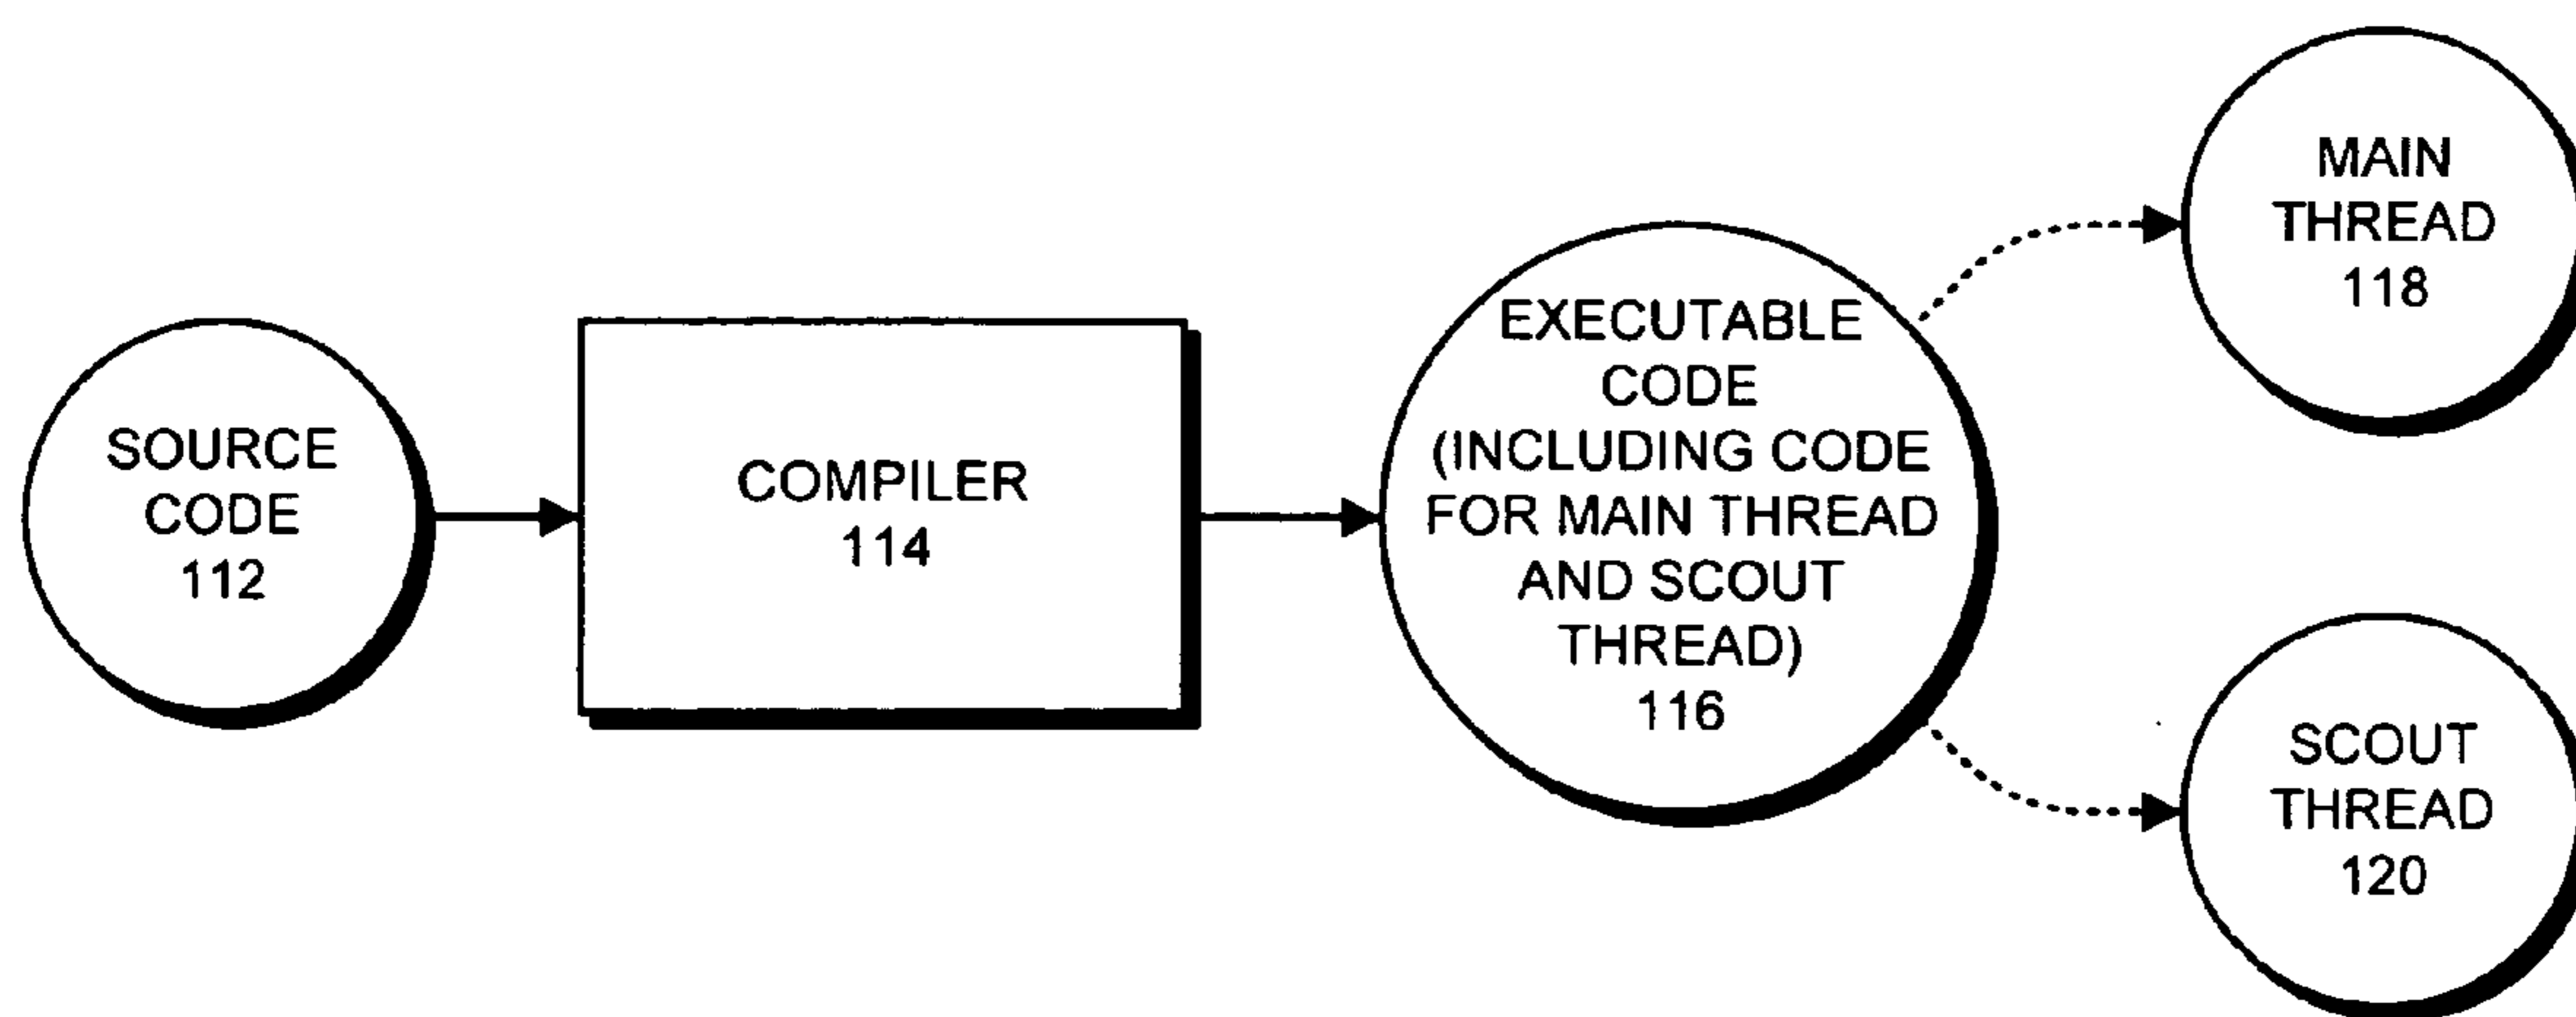 SOURCE
CODE
112
COMPILER
114
EXECUTABLE
CODE
(INCLUDING CODE
FOR MAIN THREAD
AND SCOUT
THREAD)
116
MAIN
THREAD
118
SCOUT
THREAD
120